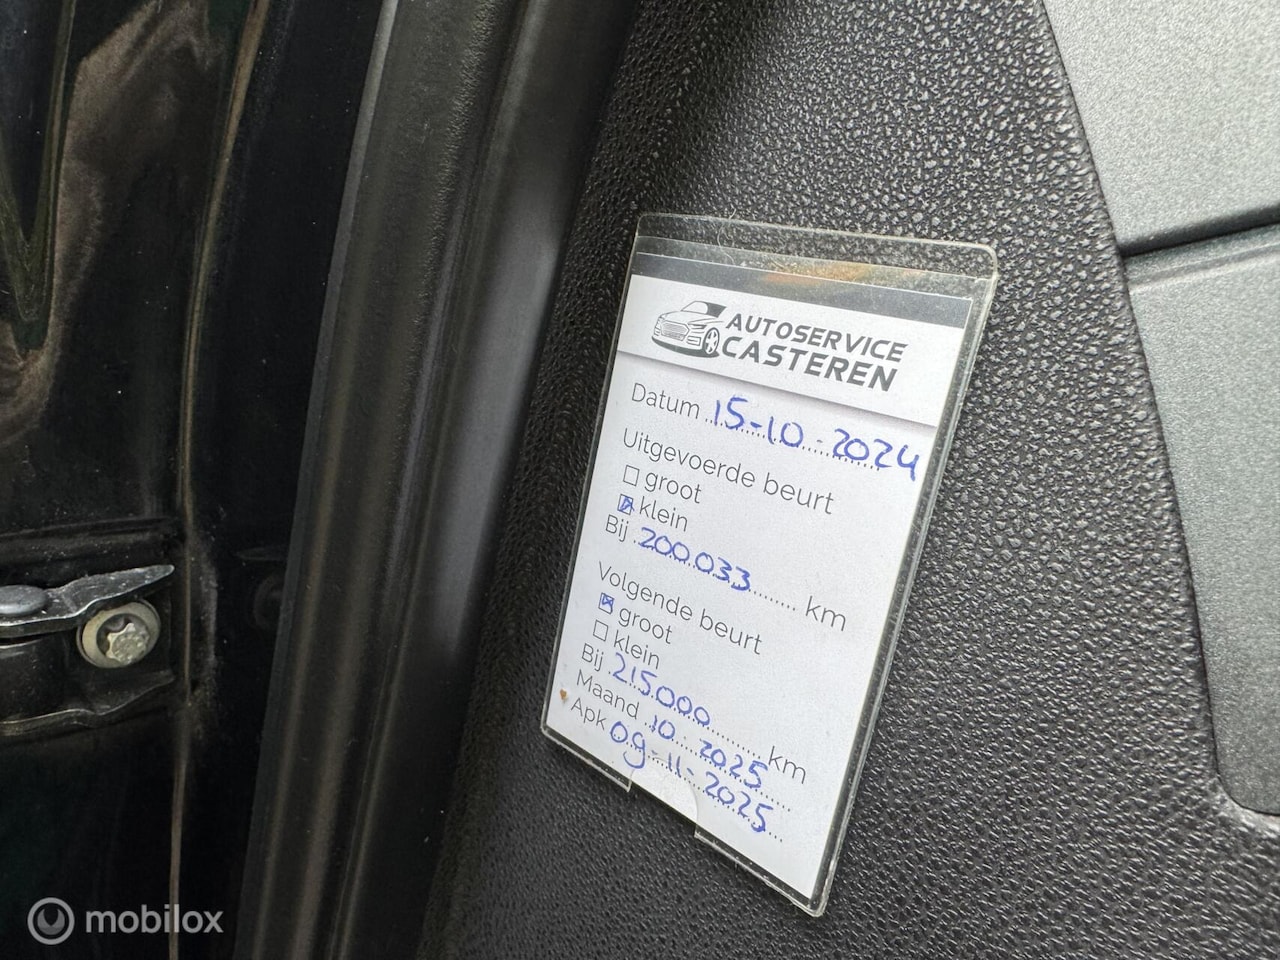 AUTOSERVICE
CASTEREN
Datum 15-10-2024
Uitgevoerde beurt
groot
klein
Bij 200.033 km
Volgende beurt
groot
klein
Bij 215.000 km
Maand 10-2025
Apk 09-11-2025
mobilox